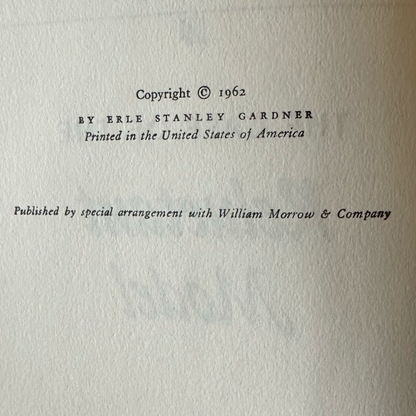 Copyright © 1962
BY ERLE STANLEY GARDNER
Printed in the United States of America
Published by special arrangement with William Morrow & Company